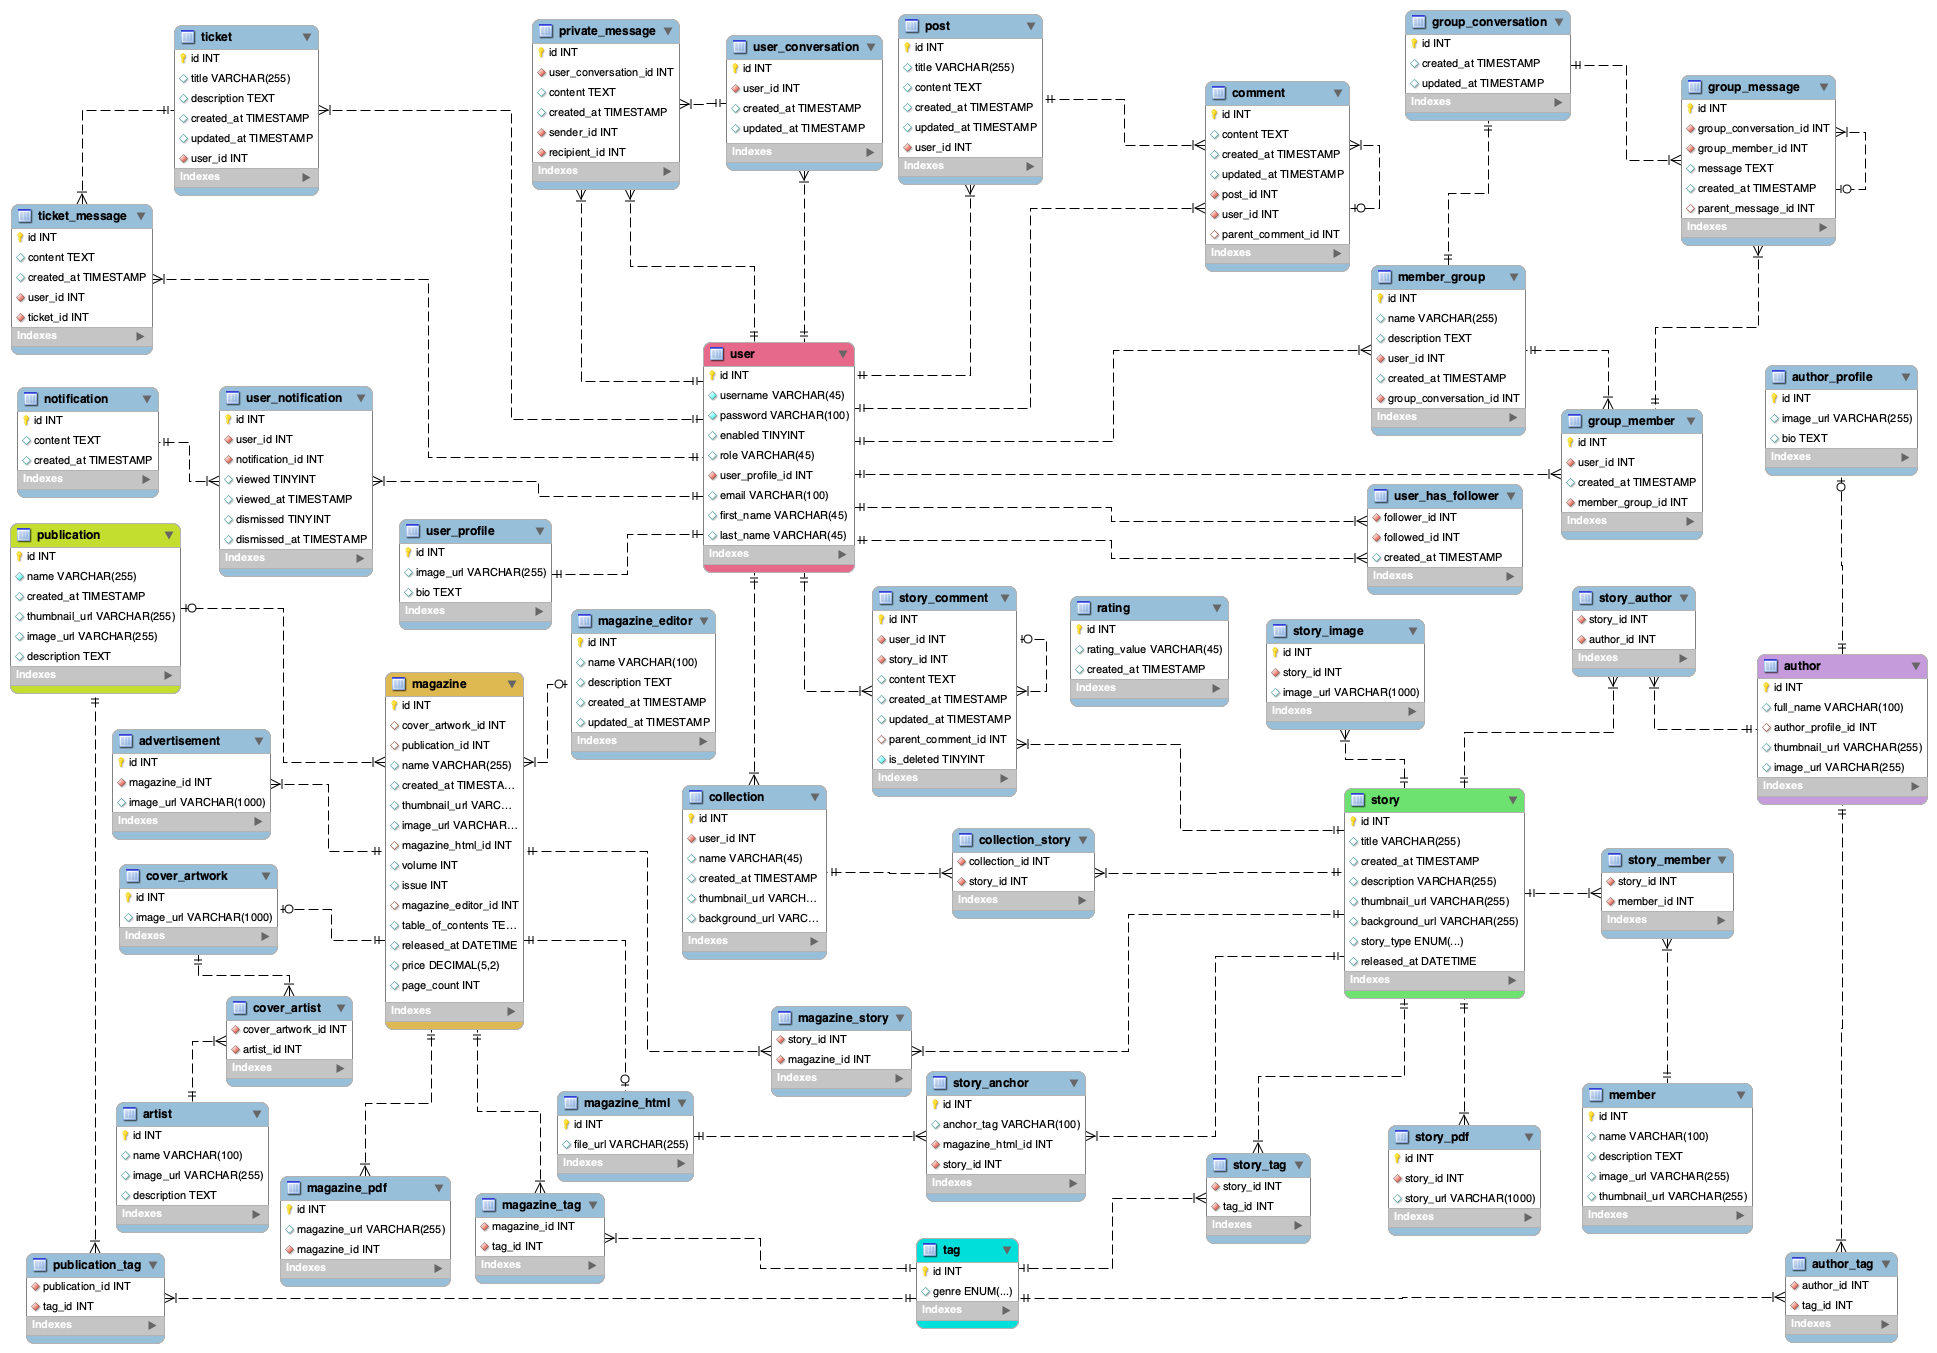 ticket
id INT
title VARCHAR(255)
description TEXT
created_at TIMESTAMP
updated_at TIMESTAMP
user_id INT
Indexes
private_message
id INT
user_conversation_id INT
content TEXT
created_at TIMESTAMP
sender_id INT
recipient_id INT
Indexes
user_conversation
id INT
user_id INT
created_at TIMESTAMP
updated_at TIMESTAMP
Indexes
post
id INT
title VARCHAR(255)
content TEXT
created_at TIMESTAMP
updated_at TIMESTAMP
user_id INT
Indexes
comment
id INT
content TEXT
created_at TIMESTAMP
updated_at TIMESTAMP
post_id INT
user_id INT
parent_comment_id INT
Indexes
group_conversation
id INT
created_at TIMESTAMP
updated_at TIMESTAMP
Indexes
group_message
id INT
group_conversation_id INT
group_member_id INT
message TEXT
created_at TIMESTAMP
parent_message_id INT
Indexes
ticket_message
id INT
content TEXT
created_at TIMESTAMP
user_id INT
ticket_id INT
Indexes
member_group
id INT
name VARCHAR(255)
description TEXT
user_id INT
created_at TIMESTAMP
group_conversation_id INT
Indexes
user
id INT
username VARCHAR(45)
password VARCHAR(100)
enabled TINYINT
role VARCHAR(45)
user_profile_id INT
email VARCHAR(100)
first_name VARCHAR(45)
last_name VARCHAR(45)
Indexes
author_profile
id INT
image_url VARCHAR(255)
bio TEXT
Indexes
notification
id INT
content TEXT
created_at TIMESTAMP
Indexes
user_notification
id INT
user_id INT
notification_id INT
viewed TINYINT
viewed_at TIMESTAMP
dismissed TINYINT
dismissed_at TIMESTAMP
Indexes
group_member
id INT
user_id INT
created_at TIMESTAMP
member_group_id INT
Indexes
user_has_follower
follower_id INT
followed_id INT
created_at TIMESTAMP
Indexes
publication
id INT
name VARCHAR(255)
created_at TIMESTAMP
thumbnail_url VARCHAR(255)
image_url VARCHAR(255)
description TEXT
Indexes
user_profile
id INT
image_url VARCHAR(255)
bio TEXT
Indexes
magazine_editor
id INT
name VARCHAR(100)
description TEXT
created_at TIMESTAMP
updated_at TIMESTAMP
Indexes
story_comment
id INT
user_id INT
story_id INT
content TEXT
created_at TIMESTAMP
updated_at TIMESTAMP
parent_comment_id INT
is_deleted TINYINT
Indexes
rating
id INT
rating_value VARCHAR(45)
created_at TIMESTAMP
Indexes
story_image
id INT
story_id INT
image_url VARCHAR(1000)
Indexes
story_author
story_id INT
author_id INT
Indexes
author
id INT
full_name VARCHAR(100)
author_profile_id INT
thumbnail_url VARCHAR(255)
image_url VARCHAR(255)
Indexes
magazine
id INT
cover_artwork_id INT
publication_id INT
name VARCHAR(255)
created_at TIMESTA...
thumbnail_url VARC...
image_url VARCHAR...
magazine_html_id INT
volume INT
issue INT
magazine_editor_id INT
table_of_contents TE...
released_at DATETIME
price DECIMAL(5,2)
page_count INT
Indexes
advertisement
id INT
magazine_id INT
image_url VARCHAR(1000)
Indexes
collection
id INT
user_id INT
name VARCHAR(45)
created_at TIMESTAMP
thumbnail_url VARCH...
background_url VARC...
Indexes
collection_story
collection_id INT
story_id INT
Indexes
story
id INT
title VARCHAR(255)
created_at TIMESTAMP
description VARCHAR(255)
thumbnail_url VARCHAR(255)
background_url VARCHAR(255)
story_type ENUM(...)
released_at DATETIME
Indexes
story_member
story_id INT
member_id INT
Indexes
cover_artwork
id INT
image_url VARCHAR(1000)
Indexes
cover_artist
cover_artwork_id INT
artist_id INT
Indexes
magazine_story
story_id INT
magazine_id INT
Indexes
artist
id INT
name VARCHAR(100)
image_url VARCHAR(255)
description TEXT
Indexes
magazine_html
id INT
file_url VARCHAR(255)
Indexes
story_anchor
id INT
anchor_tag VARCHAR(100)
magazine_html_id INT
story_id INT
Indexes
story_pdf
id INT
story_id INT
story_url VARCHAR(1000)
Indexes
member
id INT
name VARCHAR(100)
description TEXT
image_url VARCHAR(255)
thumbnail_url VARCHAR(255)
Indexes
magazine_pdf
id INT
magazine_url VARCHAR(255)
magazine_id INT
Indexes
magazine_tag
magazine_id INT
tag_id INT
Indexes
story_tag
story_id INT
tag_id INT
Indexes
publication_tag
publication_id INT
tag_id INT
Indexes
tag
id INT
genre ENUM(...)
Indexes
author_tag
author_id INT
tag_id INT
Indexes